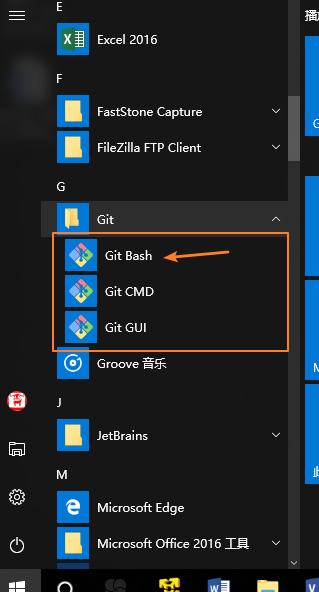 E
播
Excel 2016
F
FastStone Capture
FileZilla FTP Client
G
Git
Git Bash
Git CMD
Git GUI
Groove 音乐
J
JetBrains
M
Microsoft Edge
Microsoft Office 2016 工具